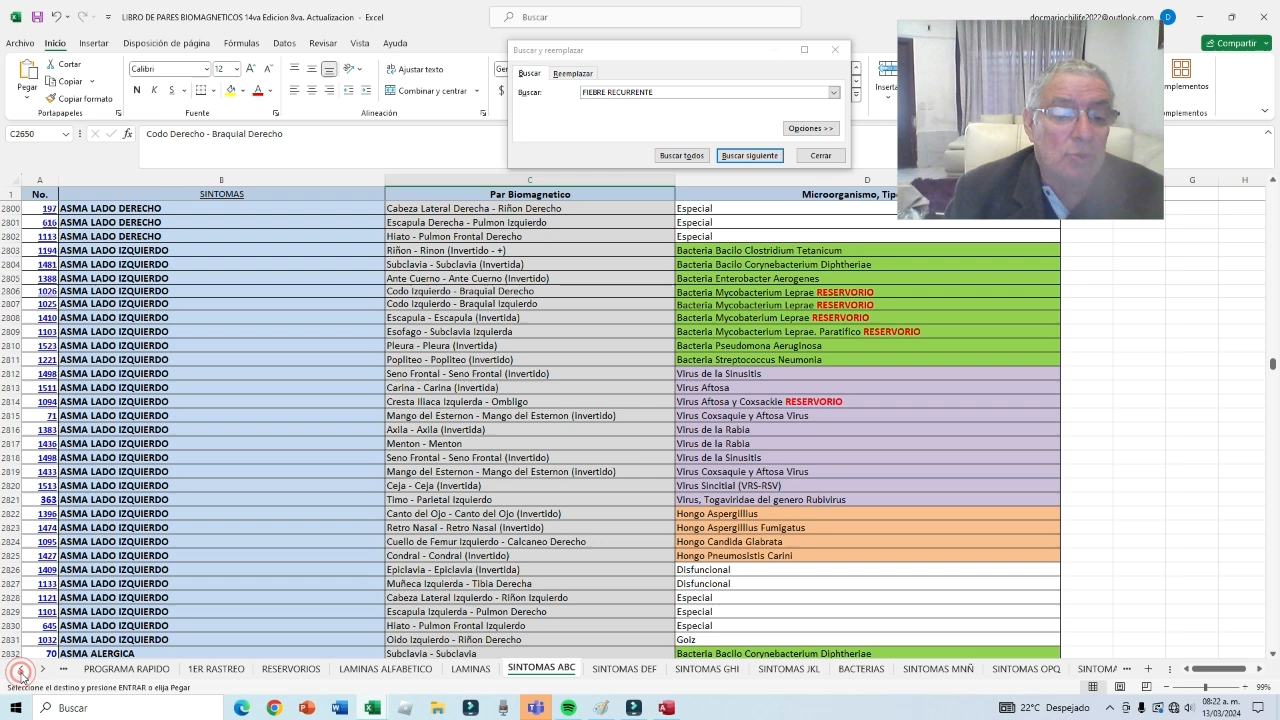 LIBRO DE PARES BIOMAGNETICOS 14va Edicion 8va. Actualizacion - Excel
Buscar
docmariochilife2022@outlook.com
D
Archivo Inicio Insertar Disposición de página Fórmulas Datos Revisar Vista Ayuda
Compartir
Pegar
Cortar
Copiar
Copiar formato
Portapapeles
Calibri 12
N K S
Fuente
Ajustar texto
Combinar y centrar
Alineación
Buscar y reemplazar
Buscar Reemplazar
Buscar: FIEBRE RECURRENTE
Opciones >>
Buscar todos Buscar siguiente Cerrar
C2650 fx Codo Derecho - Braquial Derecho
A B C D G H
1 No. SINTOMAS Par Biomagnetico Microorganismo,
2800 197 ASMA LADO DERECHO Cabeza Lateral Derecha - Riñon Derecho Especial
2801 616 ASMA LADO DERECHO Escapula Derecha - Pulmon Izquierdo Especial
2802 1113 ASMA LADO DERECHO Hiato - Pulmon Frontal Derecho Especial
2803 1194 ASMA LADO IZQUIERDO Riñon - Rinon (Invertido - +) Bacteria Bacilo Clostridium Tetanicum
2804 1481 ASMA LADO IZQUIERDO Subclavia - Subclavia (Invertida) Bacteria Bacilo Corynebacterium Diphtheriae
2805 1388 ASMA LADO IZQUIERDO Ante Cuerno - Ante Cuerno (Invertido) Bacteria Enterobacter Aerogenes
2806 1026 ASMA LADO IZQUIERDO Codo Izquierdo - Braquial Derecho Bacteria Mycobacterium Leprae RESERVORIO
2807 1025 ASMA LADO IZQUIERDO Codo Izquierdo - Braquial Izquierdo Bacteria Mycobacterium Leprae RESERVORIO
2808 1410 ASMA LADO IZQUIERDO Escapula - Escapula (Invertida) Bacteria Mycobaterium Leprae RESERVORIO
2809 1103 ASMA LADO IZQUIERDO Esofago - Subclavia Izquierda Bacteria Mycobacterium Leprae. Paratifico RESERVORIO
2810 1523 ASMA LADO IZQUIERDO Pleura - Pleura (Invertida) Bacteria Pseudomona Aeruginosa
2811 1221 ASMA LADO IZQUIERDO Popliteo - Popliteo (Invertido) Bacteria Streptococcus Neumonia
2812 1498 ASMA LADO IZQUIERDO Seno Frontal - Seno Frontal (Invertido) Virus de la Sinusitis
2813 1511 ASMA LADO IZQUIERDO Carina - Carina (Invertida) Virus Aftosa
2814 1094 ASMA LADO IZQUIERDO Cresta Iliaca Izquierda - Ombligo Virus Aftosa y Coxsackie RESERVORIO
2815 71 ASMA LADO IZQUIERDO Mango del Esternon - Mango del Esternon (Invertido) Virus Coxsaquie y Aftosa Virus
2816 1383 ASMA LADO IZQUIERDO Axila - Axila (Invertida) Virus de la Rabia
2817 1436 ASMA LADO IZQUIERDO Menton - Menton Virus de la Rabia
2818 1498 ASMA LADO IZQUIERDO Seno Frontal - Seno Frontal (Invertido) Virus de la Sinusitis
2819 1433 ASMA LADO IZQUIERDO Mango del Esternon - Mango del Esternon (Invertido) Virus Coxsaquie y Aftosa Virus
2820 1513 ASMA LADO IZQUIERDO Ceja - Ceja (Invertida) Virus Sincitial (VRS-RSV)
2821 363 ASMA LADO IZQUIERDO Timo - Parietal Izquierdo Virus, Togaviridae del genero Rubivirus
2822 1396 ASMA LADO IZQUIERDO Canto del Ojo - Canto del Ojo (Invertido) Hongo Aspergilllus
2823 1474 ASMA LADO IZQUIERDO Retro Nasal - Retro Nasal (Invertido) Hongo Aspergilllus Fumigatus
2824 1095 ASMA LADO IZQUIERDO Cuello de Femur Izquierdo - Calcaneo Derecho Hongo Candida Glabrata
2825 1427 ASMA LADO IZQUIERDO Condral - Condral (Invertido) Hongo Pneumosistis Carini
2826 1409 ASMA LADO IZQUIERDO Epiclavia - Epiclavia (Invertido) Disfuncional
2827 1133 ASMA LADO IZQUIERDO Muñeca Izquierda - Tibia Derecha Disfuncional
2828 1121 ASMA LADO IZQUIERDO Cabeza Lateral Izquierdo - Riñon Izquierdo Especial
2829 1101 ASMA LADO IZQUIERDO Escapula Izquierda - Pulmon Derecho Especial
2830 645 ASMA LADO IZQUIERDO Hiato - Pulmon Frontal Izquierdo Especial
2831 1032 ASMA LADO IZQUIERDO Oido Izquierdo - Riñon Derecho Goiz
2832 70 ASMA ALERGICA Subclavia - Subclavia Bacteria Bacilo Corynebacterium Diphtheriae
PROGRAMA RAPIDO 1ER RASTREO RESERVORIOS LAMINAS ALFABETICO LAMINAS SINTOMAS ABC SINTOMAS DEF SINTOMAS GHI SINTOMAS JKL BACTERIAS SINTOMAS MNÑ SINTOMAS OPQ
Seleccione el destino y presione ENTRAR o elija Pegar
99%
Buscar
22°C Despejado
08:22 a. m.
13/03/2024